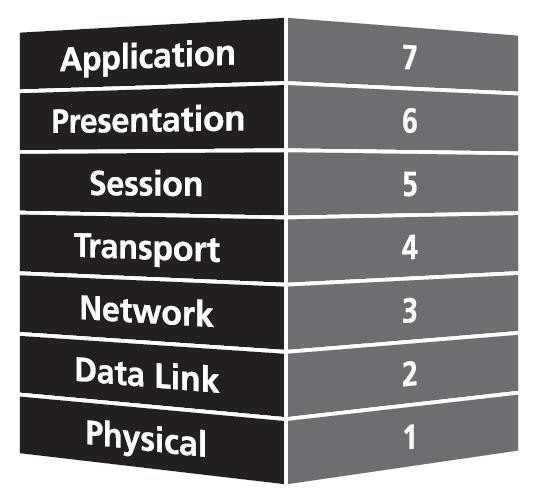 Application 7
Presentation 6
Session 5
Transport 4
Network 3
Data Link 2
Physical 1